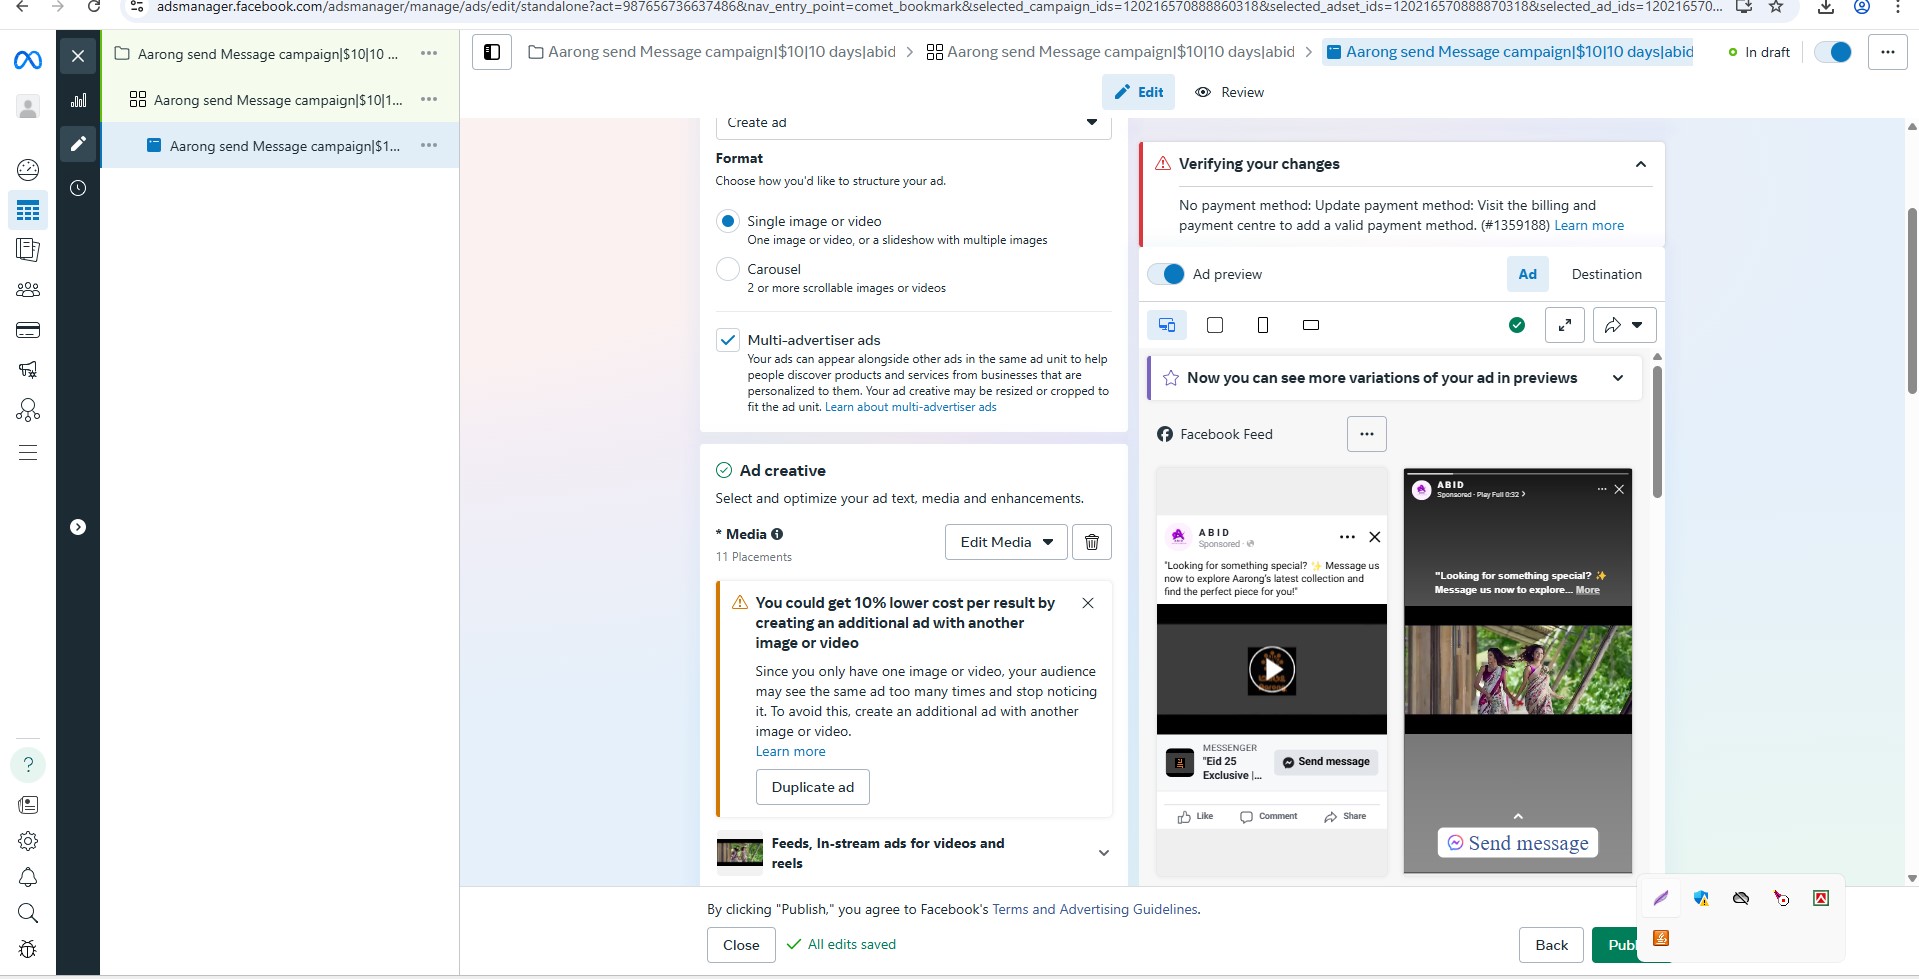 adsmanager.facebook.com/adsmanager/manage/ads/edit/standalone?act=987656736637486&nav_entry_point=comet_bookmark&selected_campaign_ids=120216570888860318&selected_adset_ids=120216570888870318&selected_ad_ids=120216570...
Aarong send Message campaign|$10|10 ...
Aarong send Message campaign|$10|1...
Aarong send Message campaign|$1...
Aarong send Message campaign|$10|10 days|abid > Aarong send Message campaign|$10|10 days|abid > Aarong send Message campaign|$10|10 days|abid
In draft
Edit
Review
Create ad
Format
Choose how you'd like to structure your ad.
Single image or video
One image or video, or a slideshow with multiple images
Carousel
2 or more scrollable images or videos
Multi-advertiser ads
Your ads can appear alongside other ads in the same ad unit to help
people discover products and services from businesses that are
personalized to them. Your ad creative may be resized or cropped to
fit the ad unit. Learn about multi-advertiser ads
Ad creative
Select and optimize your ad text, media and enhancements.
* Media
11 Placements
Edit Media
You could get 10% lower cost per result by
creating an additional ad with another
image or video
Since you only have one image or video, your audience
may see the same ad too many times and stop noticing
it. To avoid this, create an additional ad with another
image or video.
Learn more
Duplicate ad
Feeds, In-stream ads for videos and
reels
Verifying your changes
No payment method: Update payment method: Visit the billing and
payment centre to add a valid payment method. (#1359188) Learn more
Ad preview
Ad
Destination
Now you can see more variations of your ad in previews
Facebook Feed
ABID
Sponsored ·
"Looking for something special? ✨ Message us
now to explore Aarong's latest collection and
find the perfect piece for you!"
MESSENGER
"Eid 25
Exclusive |...
Send message
Like
Comment
Share
ABID
Sponsored · Play Full 0:32 >
"Looking for something special? ✨
Message us now to explore... More
Send message
By clicking "Publish," you agree to Facebook's Terms and Advertising Guidelines.
Close
All edits saved
Back